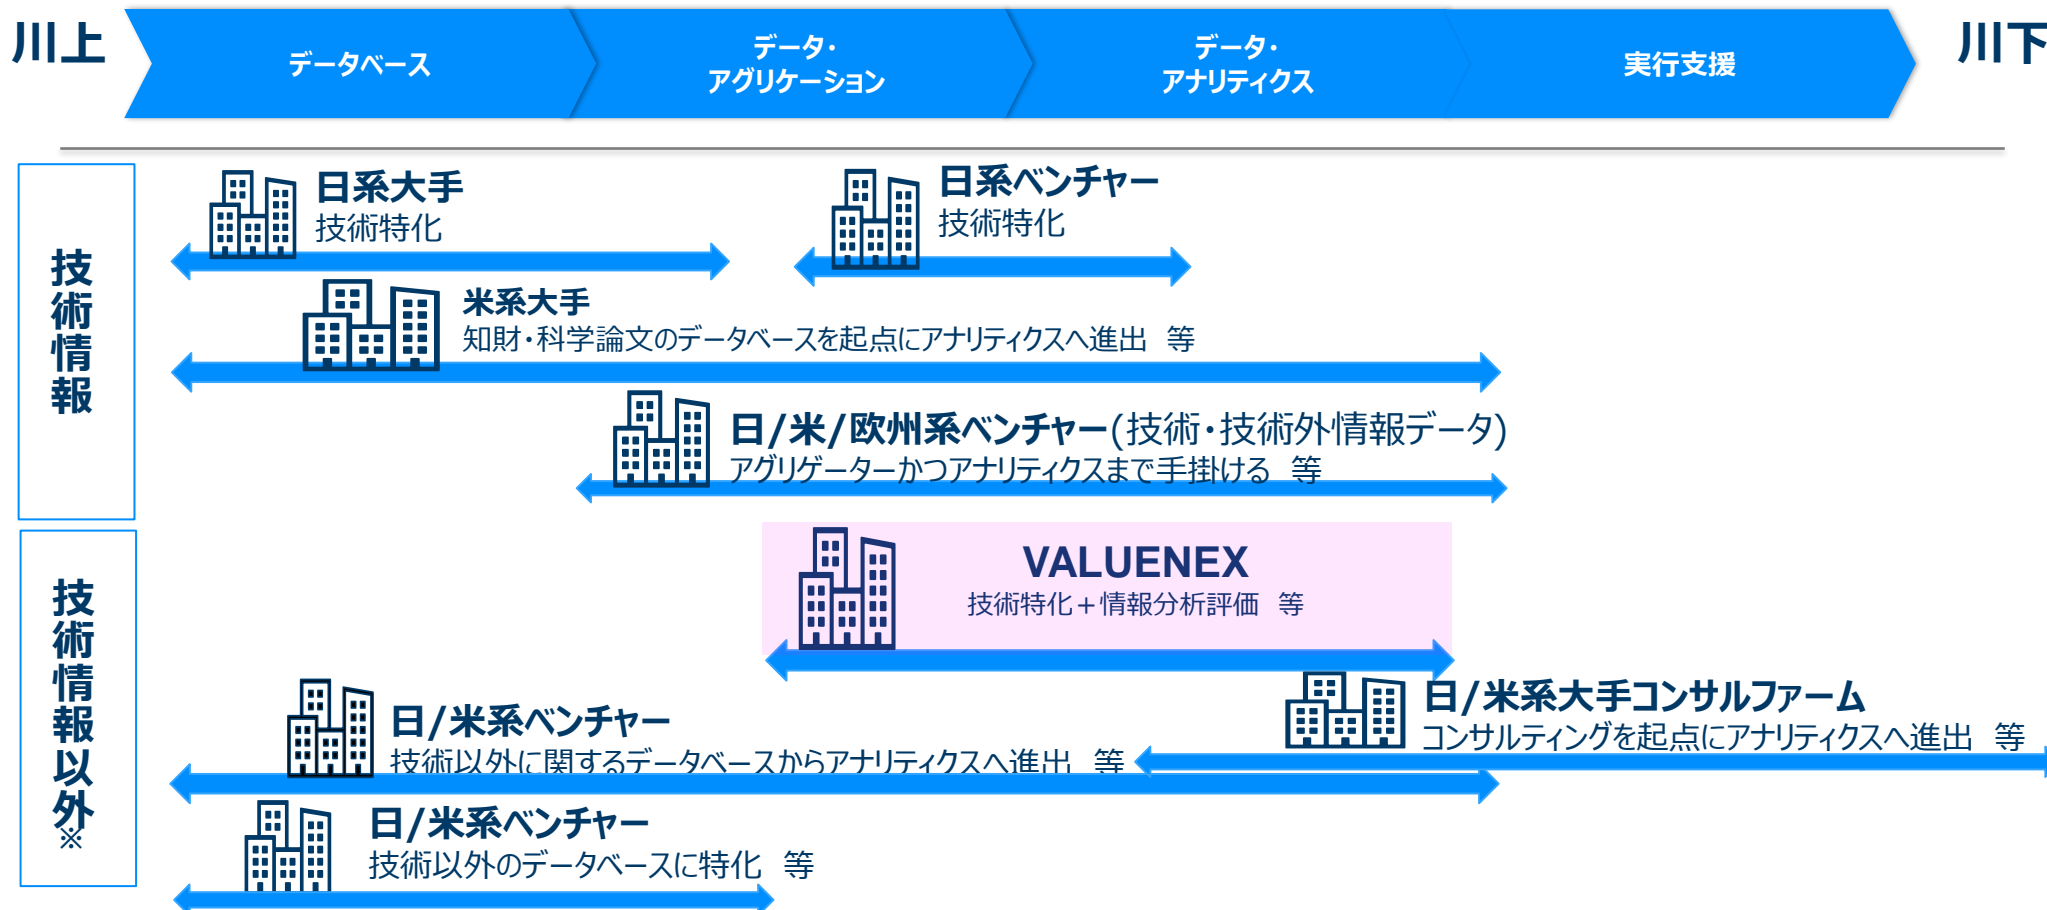 川上
データベース
データ・
アグリケーション
データ・
アナリティクス
実行支援
川下
技術情報
日系大手
技術特化
日系ベンチャー
技術特化
米系大手
知財・科学論文のデータベースを起点にアナリティクスへ進出　等
日/米/欧州系ベンチャー(技術・技術外情報データ)
アグリゲーターかつアナリティクスまで手掛ける　等
技術情報以外
※
VALUENEX
技術特化＋情報分析評価　等
日/米系大手コンサルファーム
コンサルティングを起点にアナリティクスへ進出　等
日/米系ベンチャー
技術以外に関するデータベースからアナリティクスへ進出　等
日/米系ベンチャー
技術以外のデータベースに特化　等